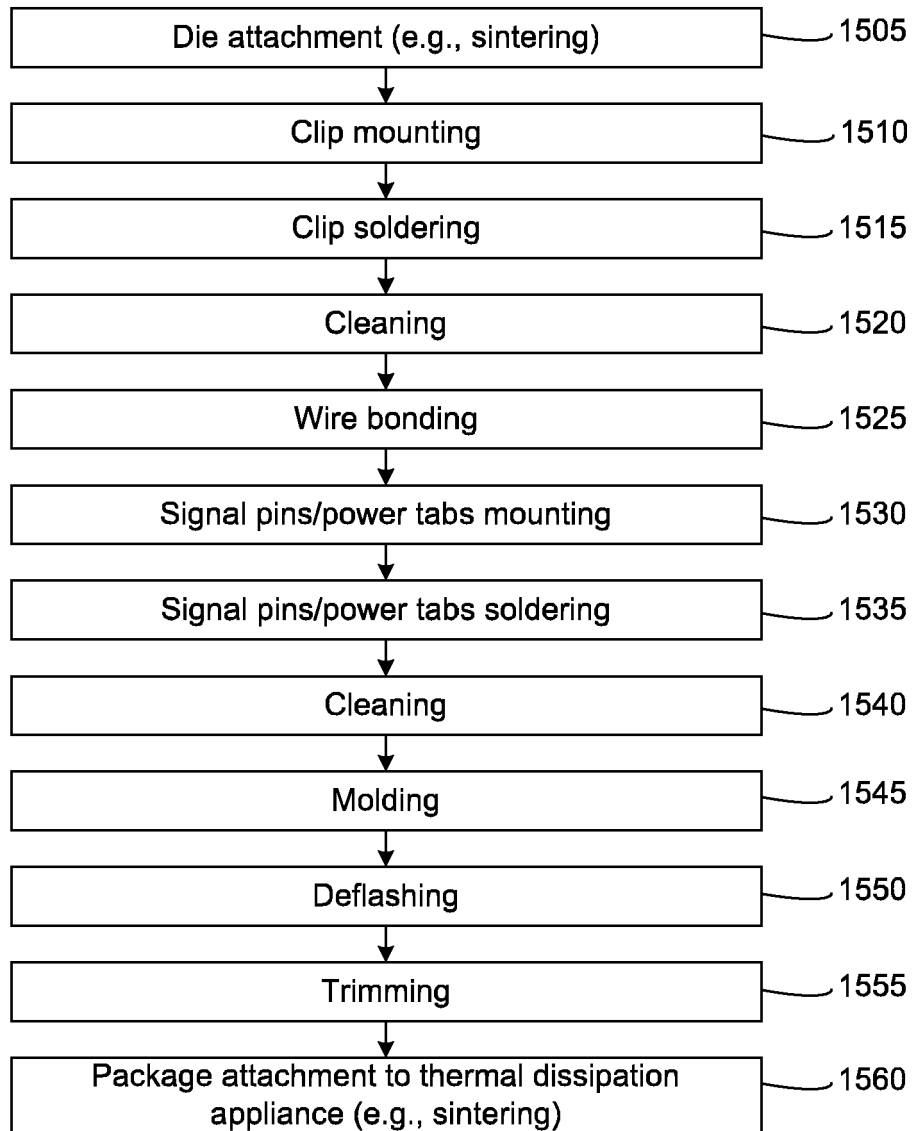 Die attachment (e.g., sintering) 1505
Clip mounting 1510
Clip soldering 1515
Cleaning 1520
Wire bonding 1525
Signal pins/power tabs mounting 1530
Signal pins/power tabs soldering 1535
Cleaning 1540
Molding 1545
Deflashing 1550
Trimming 1555
Package attachment to thermal dissipation 1560
appliance (e.g., sintering)